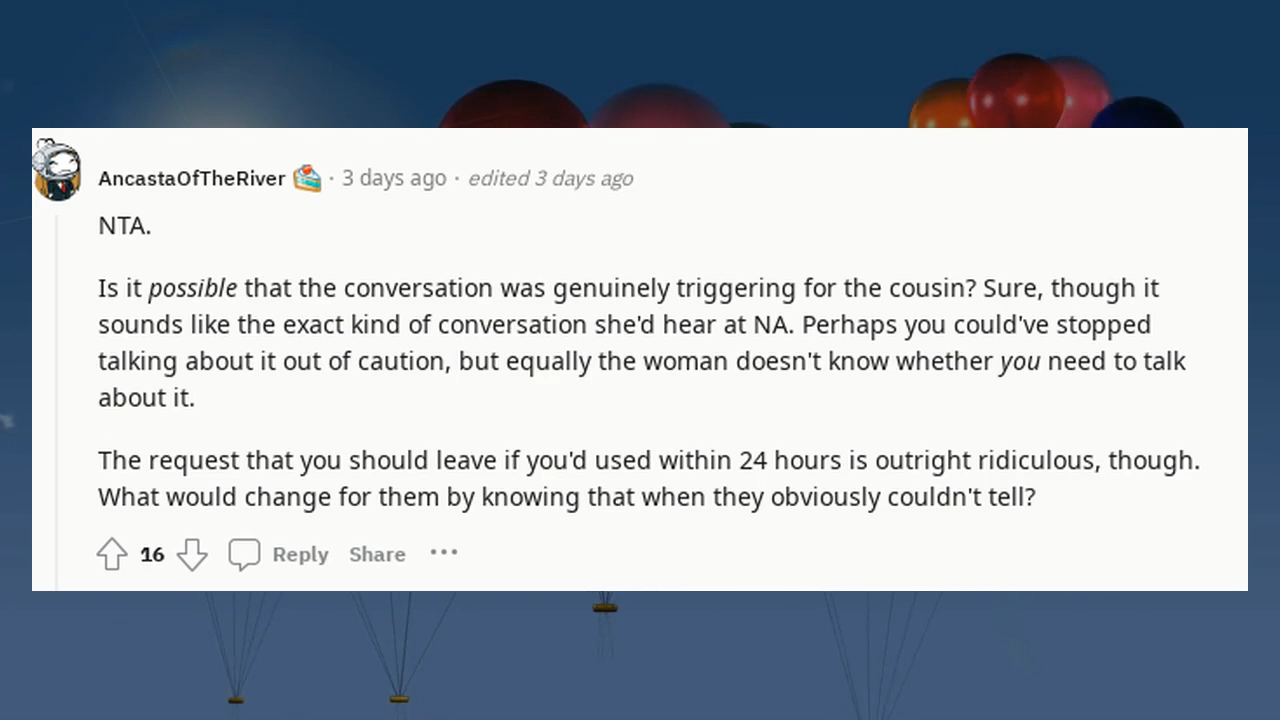 AncastaOfTheRiver · 3 days ago · edited 3 days ago
NTA.
Is it possible that the conversation was genuinely triggering for the cousin? Sure, though it
sounds like the exact kind of conversation she'd hear at NA. Perhaps you could've stopped
talking about it out of caution, but equally the woman doesn't know whether you need to talk
about it.
The request that you should leave if you'd used within 24 hours is outright ridiculous, though.
What would change for them by knowing that when they obviously couldn't tell?
16 Reply Share ···